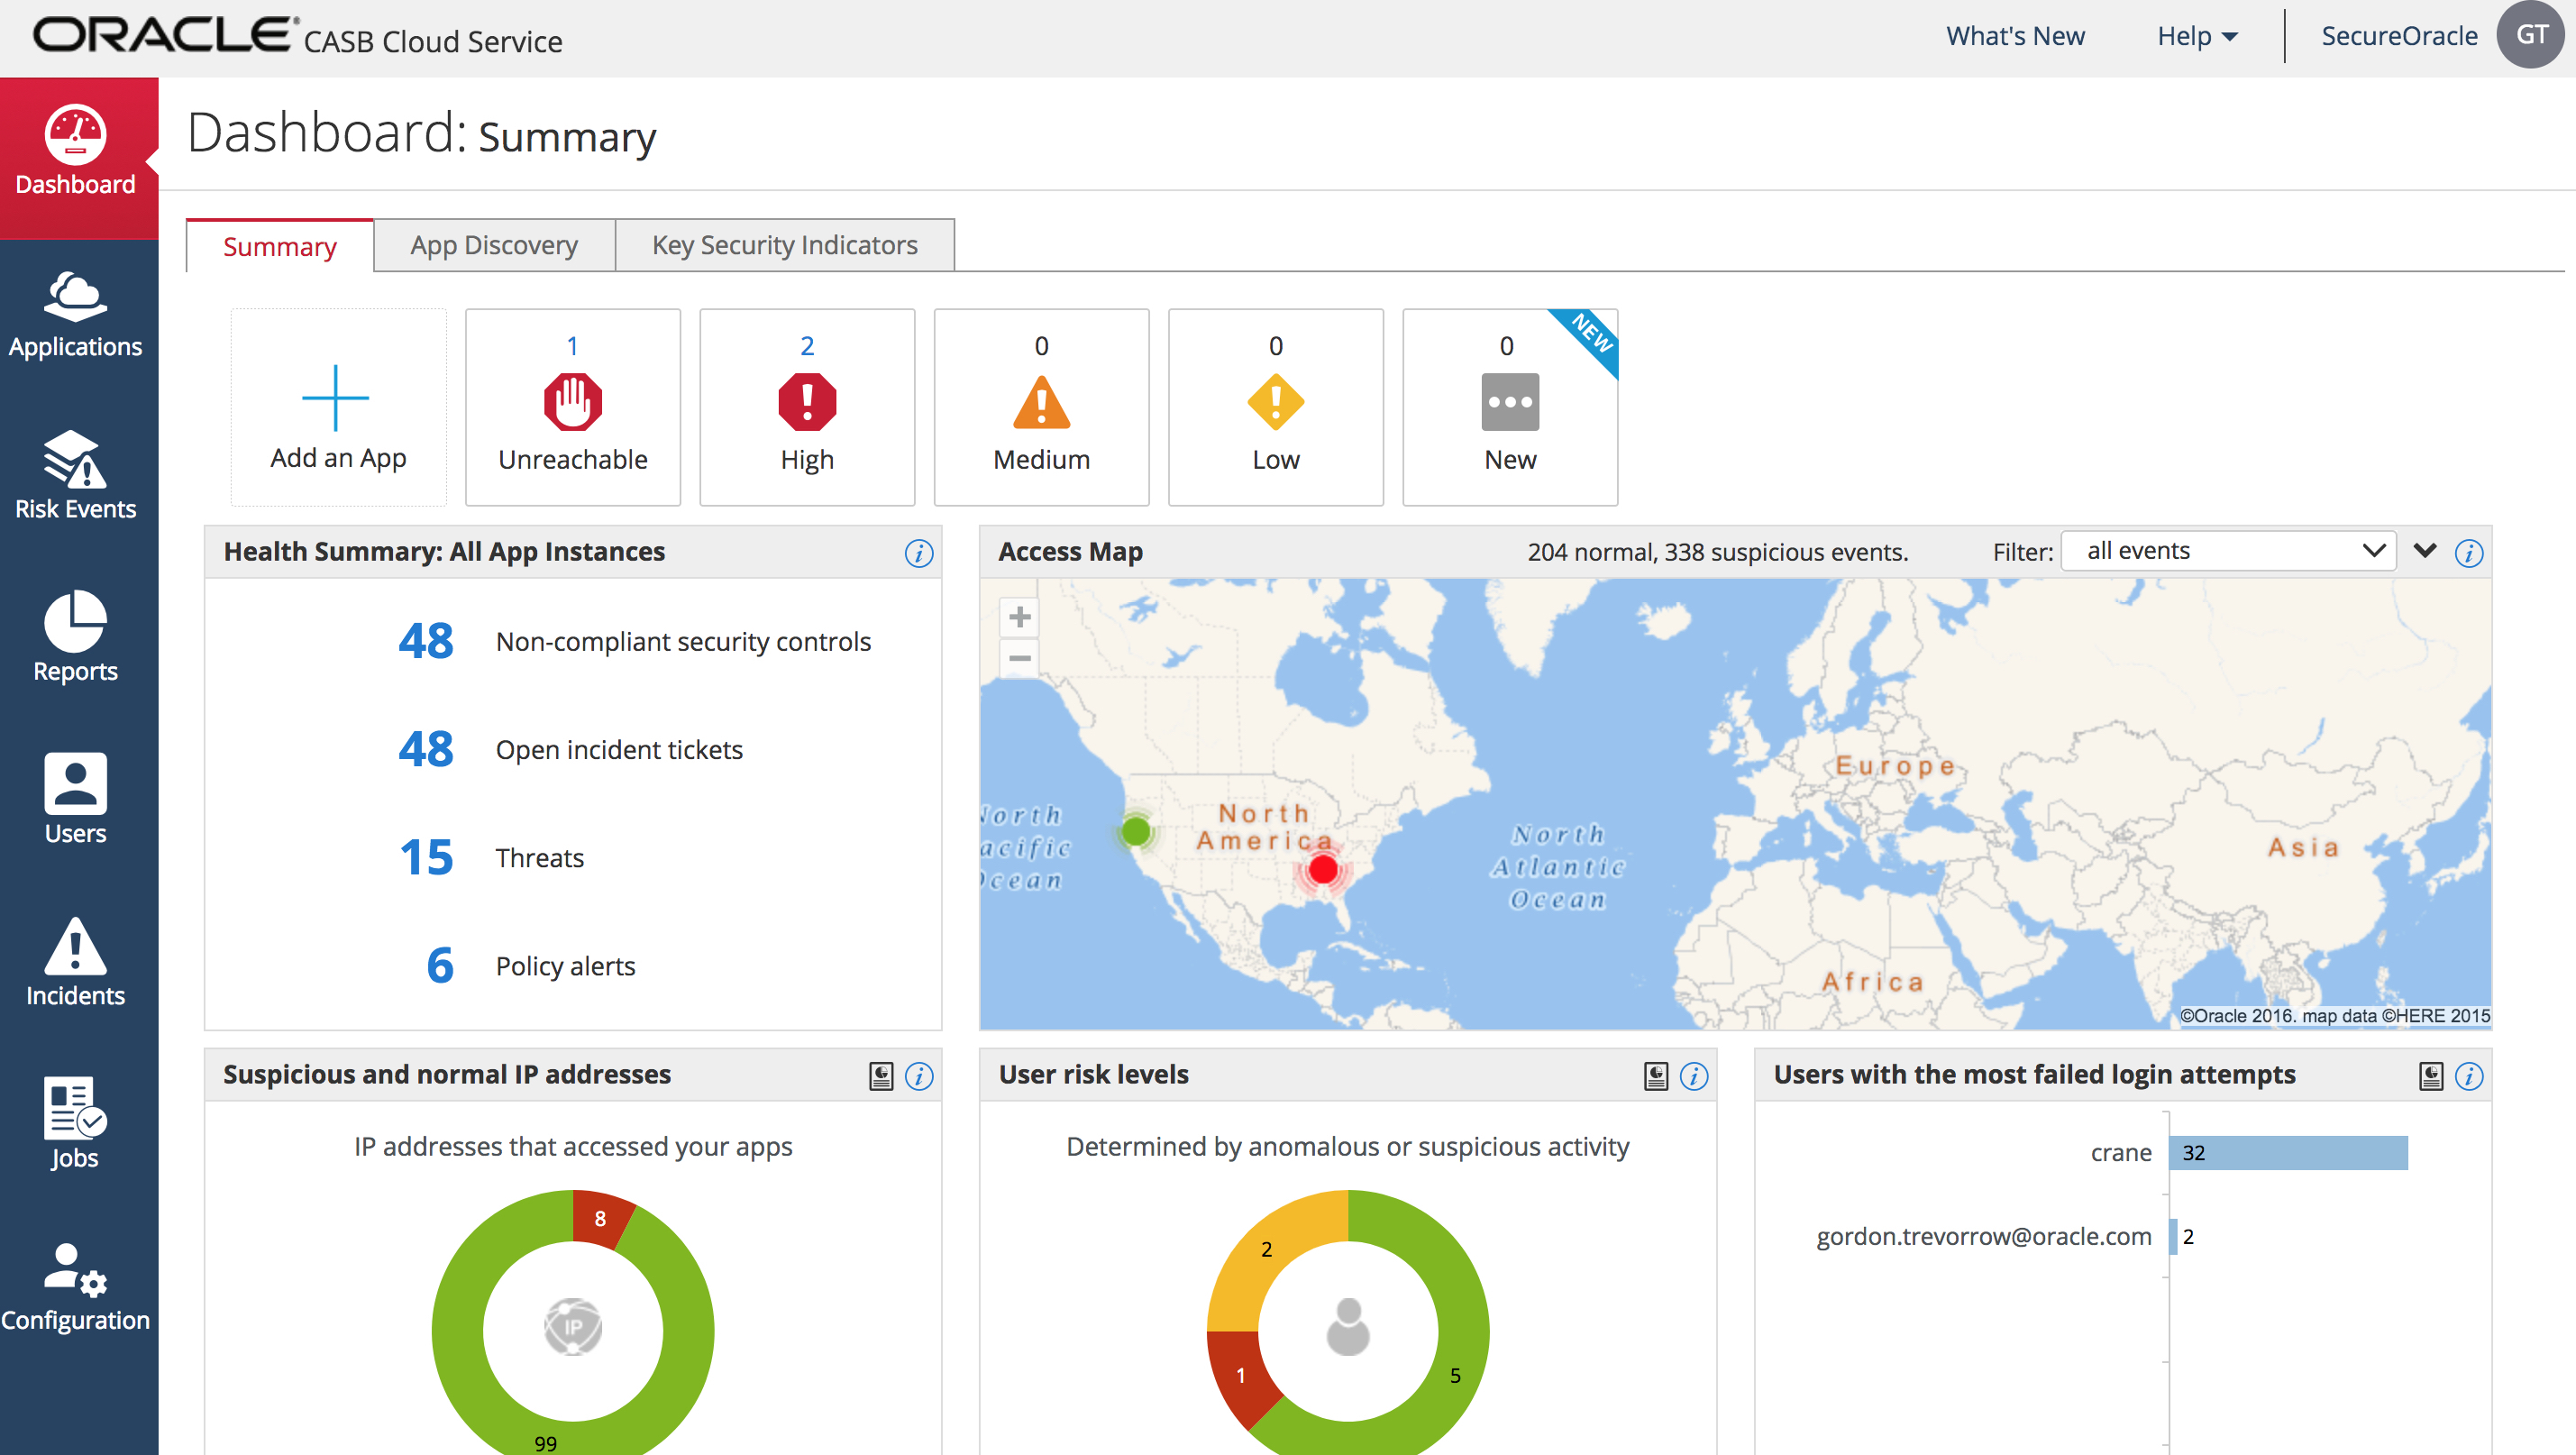 ORACLE® CASB Cloud Service
What's New
Help
SecureOracle
GT
Dashboard
Applications
Risk Events
Reports
Users
Incidents
Jobs
Configuration
Dashboard: Summary
Summary
App Discovery
Key Security Indicators
Add an App
1
Unreachable
2
High
0
Medium
0
Low
0
NEW
New
Health Summary: All App Instances
i
48 Non-compliant security controls
48 Open incident tickets
15 Threats
6 Policy alerts
Access Map
204 normal, 338 suspicious events.
Filter: all events
i
+
−
North
acific
Ocean
North
America
North
Atlantic
Ocean
Europe
Asia
Africa
©Oracle 2016. map data ©HERE 2015
Suspicious and normal IP addresses
i
IP addresses that accessed your apps
8
IP
99
User risk levels
i
Determined by anomalous or suspicious activity
2
1
5
Users with the most failed login attempts
i
crane 32
gordon.trevorrow@oracle.com 2